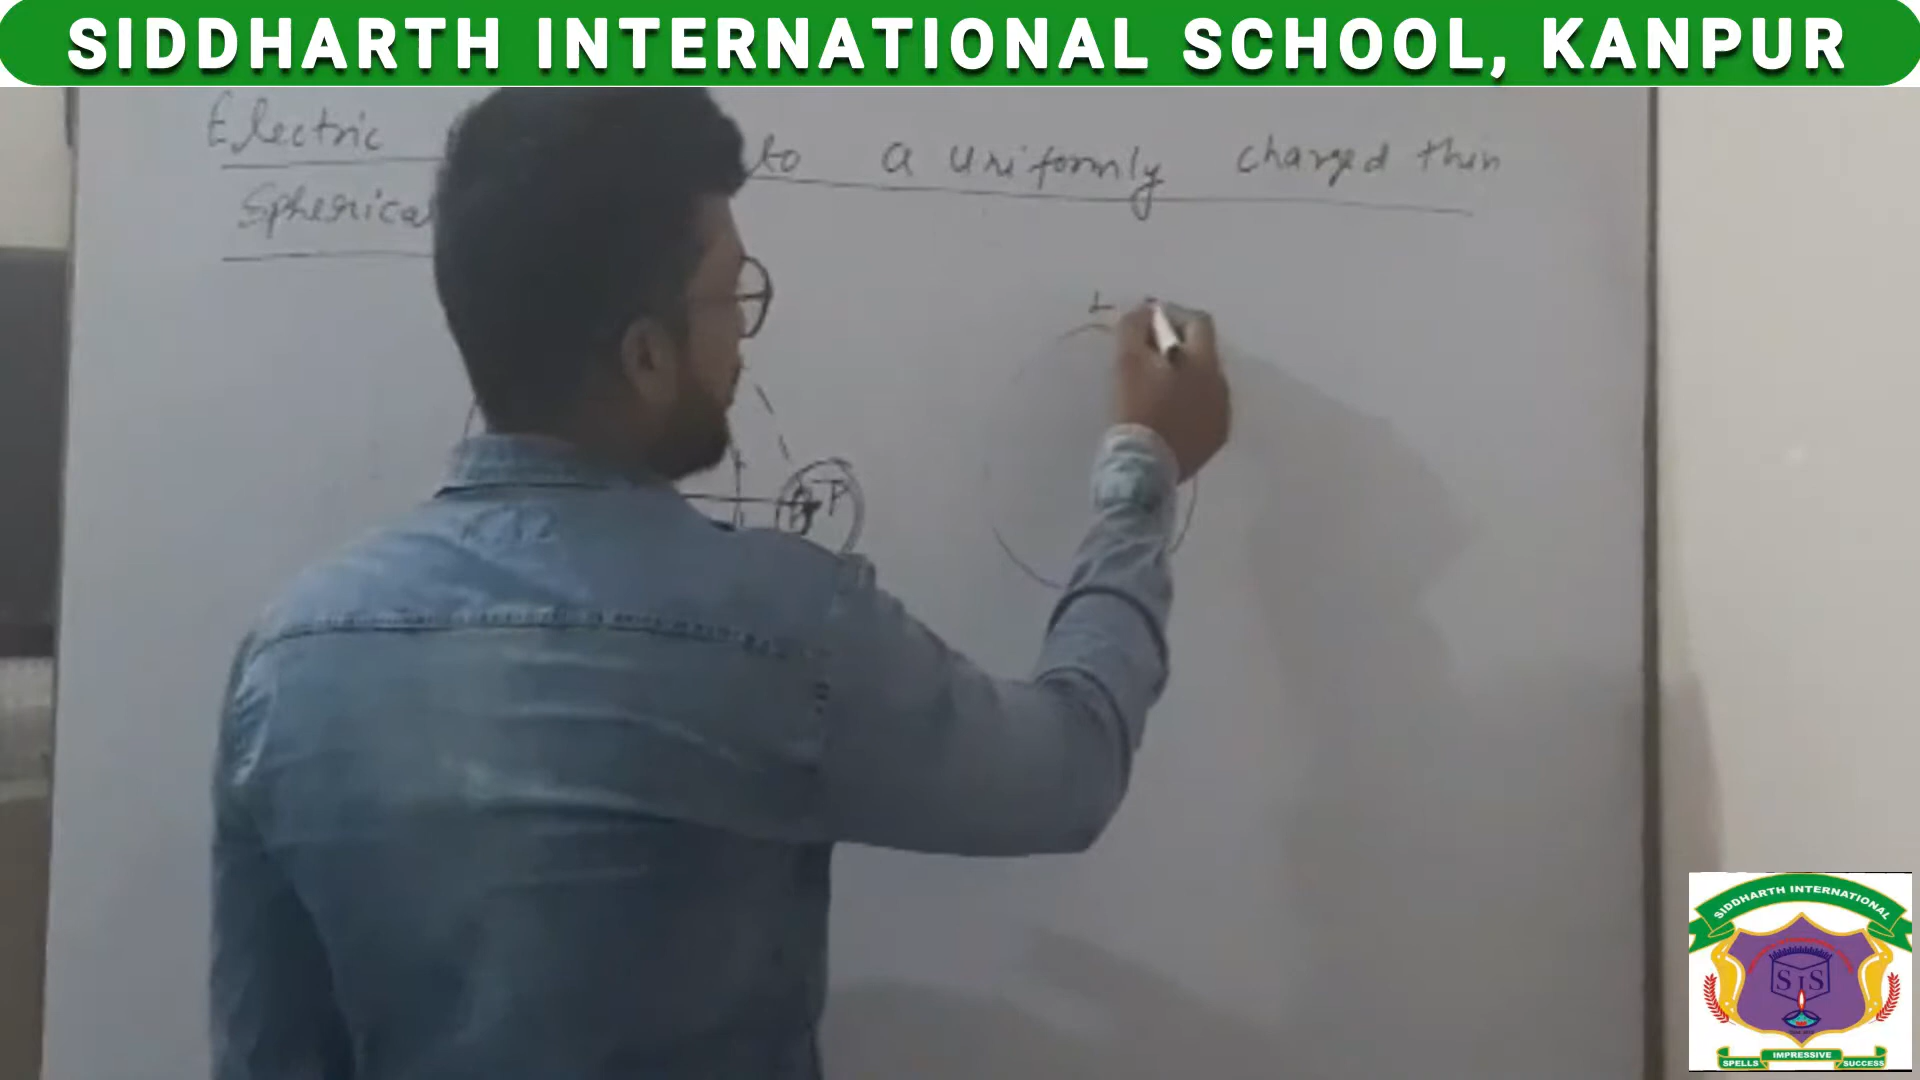 SIDDHARTH INTERNATIONAL SCHOOL, KANPUR
Electric to a uniformly charged thin
Spherical
P
SIDDHARTH INTERNATIONAL
SIS
SPELLS IMPRESSIVE SUCCESS